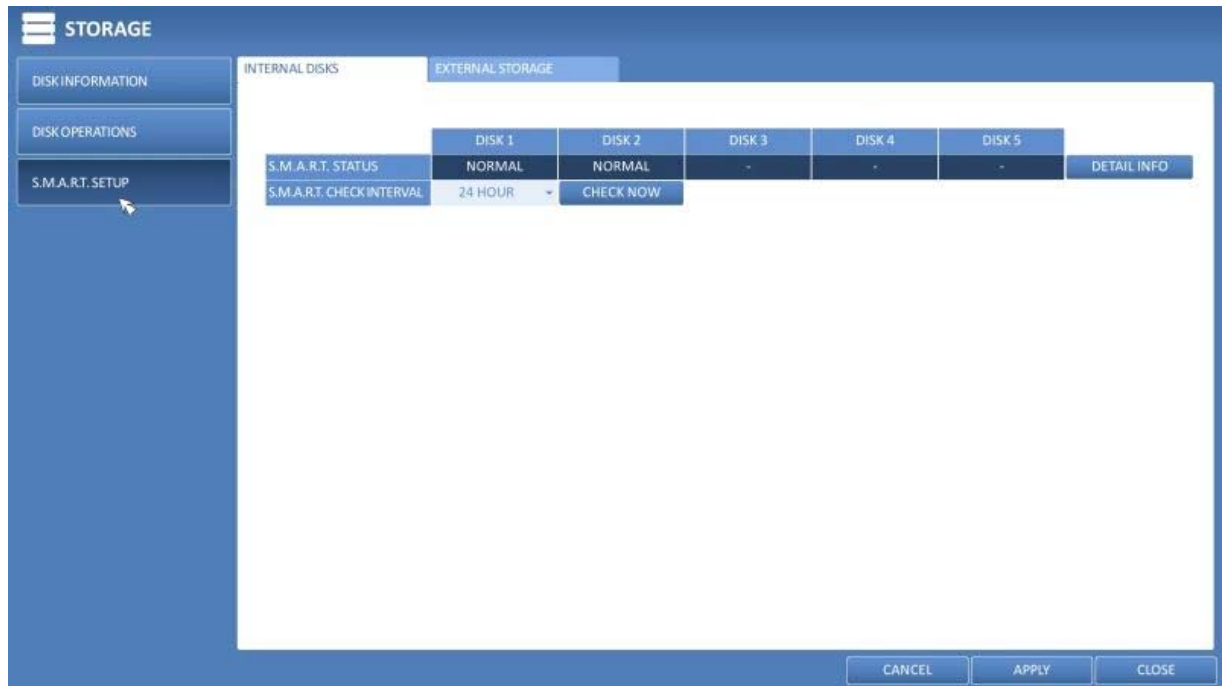 STORAGE
DISK INFORMATION
DISK OPERATIONS
S.M.A.R.T. SETUP
INTERNAL DISKS EXTERNAL STORAGE
DISK 1 DISK 2 DISK 3 DISK 4 DISK 5
S.M.A.R.T. STATUS NORMAL NORMAL - - - DETAIL INFO
S.M.A.R.T. CHECK INTERVAL 24 HOUR CHECK NOW
CANCEL APPLY CLOSE